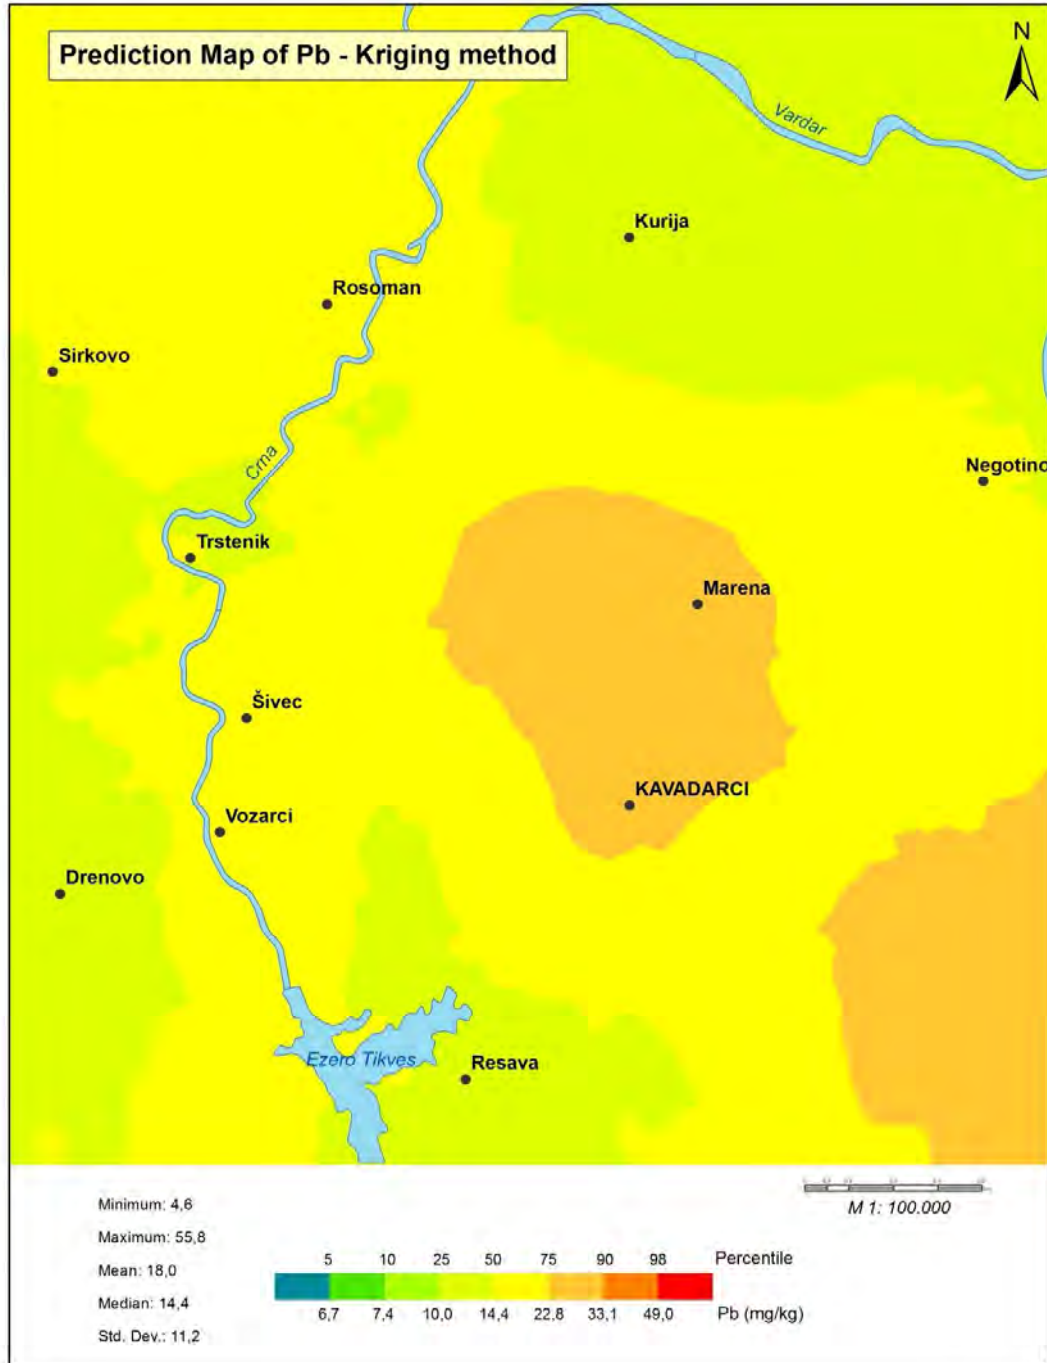 Prediction Map of Pb - Kriging method
N
Vardar
Kurija
Rosoman
Sirkovo
Crna
Negotino
Trstenik
Marena
Šivec
KAVADARCI
Vozarci
Drenovo
Ezero Tikves
Resava
M 1: 100.000
Minimum: 4,6
Maximum: 55,8
Mean: 18,0
Median: 14,4
Std. Dev.: 11,2
5 10 25 50 75 90 98 Percentile
6,7 7,4 10,0 14,4 22,8 33,1 49,0 Pb (mg/kg)